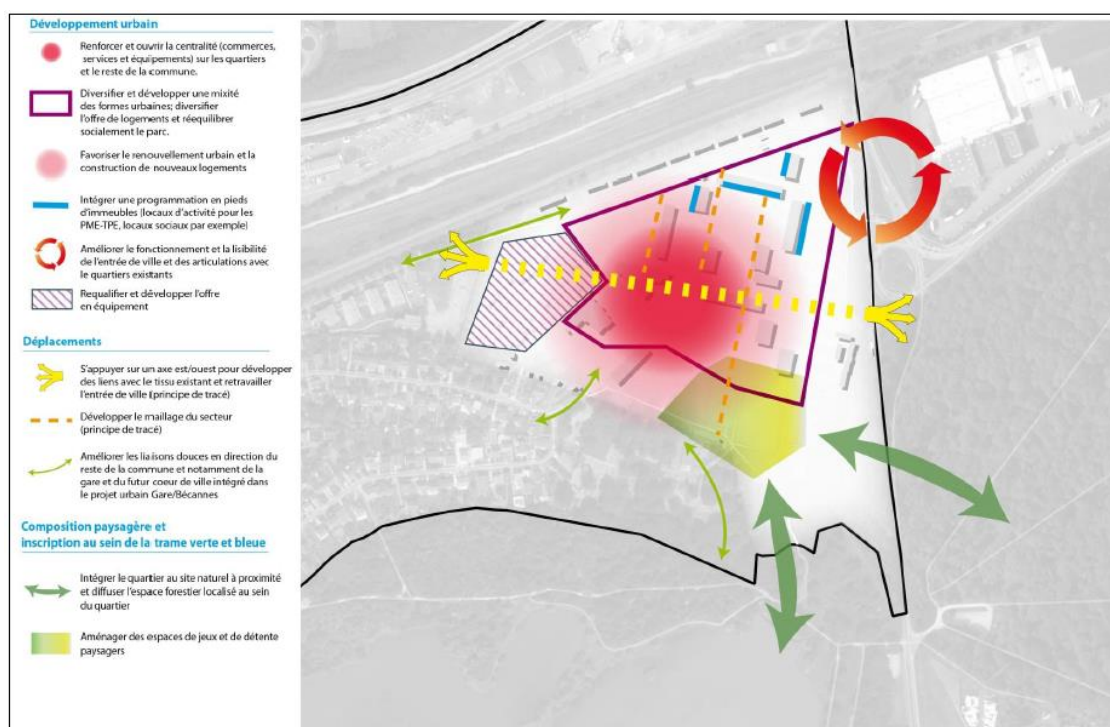 Développement urbain
Renforcer et ouvrir la centralité (commerces,
services et équipements) sur les quartiers
et le reste de la commune.
Diversifier et développer une mixité
des formes urbaines; diversifier
l'offre de logements et réequilibrer
socialement le parc.
Favoriser le renouvellement urbain et la
construction de nouveaux logements
Intégrer une programmation en pieds
d'immeubles (locaux d'activité pour les
PME-TPE, locaux sociaux par exemple)
Améliorer le fonctionnement et la lisibilité
de l'entrée de ville et des articulations avec
le quartiers existants
Requalifier et développer l'offre
en équipement
Déplacements
S'appuyer sur un axe est/ouest pour développer
des liens avec le tissu existant et retravailler
l'entrée de ville (principe de tracé)
Développer le maillage du secteur
(principe de tracé)
Améliorer les liaisons douces en direction du
reste de la commune et notamment de la
gare et du futur coeur de ville intégré dans
le projet urbain Gare/Bécannes
Composition paysagère et
inscription au sein de la trame verte et bleue
Intégrer le quartier au site naturel à proximité
et diffuser l'espace forestier localisé au sein
du quartier
Aménager des espaces de jeux et de détente
paysagers